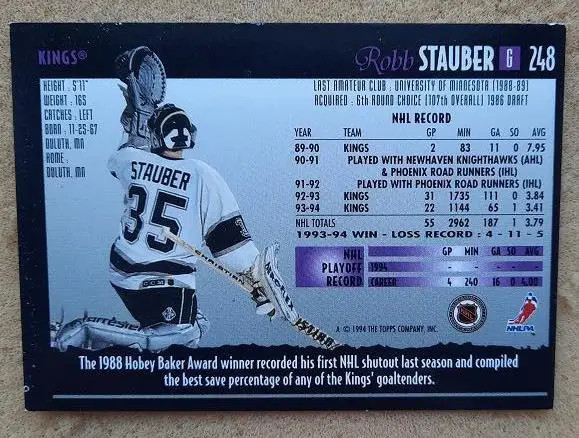 KINGS®
Robb STAUBER G 248
HEIGHT : 5'11"
WEIGHT : 165
CATCHES : LEFT
BORN : 11-25-67
DULUTH, MN
HOME :
DULUTH, MN
LAST AMATEUR CLUB : UNIVERSITY OF MINNESOTA (1988-89)
ACQUIRED : 6th ROUND CHOICE (107th OVERALL) 1986 DRAFT
NHL RECORD
YEAR TEAM GP MIN GA SO AVG
89-90 KINGS 2 83 11 0 7.95
90-91 PLAYED WITH NEWHAVEN KNIGHTHAWKS (AHL)
& PHOENIX ROAD RUNNERS (IHL)
91-92 PLAYED WITH PHOENIX ROAD RUNNERS (IHL)
92-93 KINGS 31 1735 111 0 3.84
93-94 KINGS 22 1144 65 1 3.41
NHL TOTALS 55 2962 187 1 3.79
1993-94 WIN - LOSS RECORD : 4 - 11 - 5
NHL GP MIN GA SO AVG
PLAYOFF 1994 - - - - -
RECORD CAREER 4 240 16 0 4.00
STAUBER
35
CCM
CHRISTIAN
NHL
NHLPA
A © 1994 THE TOPPS COMPANY, INC.
The 1988 Hobey Baker Award winner recorded his first NHL shutout last season and compiled
the best save percentage of any of the Kings' goaltenders.